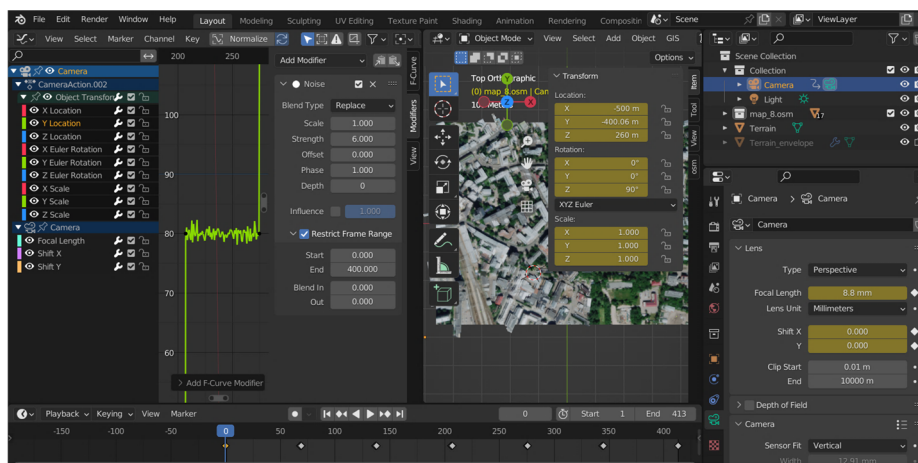 File Edit Render Window Help Layout Modeling Sculpting UV Editing Texture Paint Shading Animation Rendering Compositin Scene ViewLayer
View Select Marker Channel Key Normalize Object Mode View Select Add Object GIS
Options
Camera
CameraAction.002
Object Transform
X Location
Y Location
Z Location
X Euler Rotation
Y Euler Rotation
Z Euler Rotation
X Scale
Y Scale
Z Scale
Camera
Focal Length
Shift X
Shift Y
200 250
100
90
80
70
60
Add Modifier
Noise
Blend Type Replace
Scale 1.000
Strength 6.000
Offset 0.000
Phase 1.000
Depth 0
Influence 1.000
Restrict Frame Range
Start 0.000
End 400.000
Blend In 0.000
Out 0.000
F-Curve
Modifiers
View
Add F-Curve Modifier
Top Orthographic
(0) map_8.osm | Cam
10 Met
Y
Z
X
Transform
Location:
X -500 m
Y -400.06 m
Z 260 m
Rotation:
X 0°
Y 0°
Z 90°
XYZ Euler
Scale:
X 1.000
Y 1.000
Z 1.000
Item
Tool
View
osm
Scene Collection
Collection
Camera
Light
map_8.osm 17
Terrain
Terrain_envelope
Camera Camera
Camera
Lens
Type Perspective
Focal Length 8.8 mm
Lens Unit Millimeters
Shift X 0.000
Y 0.000
Clip Start 0.01 m
End 10000 m
Depth of Field
Camera
Sensor Fit Vertical
Width 12.91 mm
Playback Keying View Marker 0 Start 1 End 413
-150 -100 -50 0 50 100 150 200 250 300 350 400